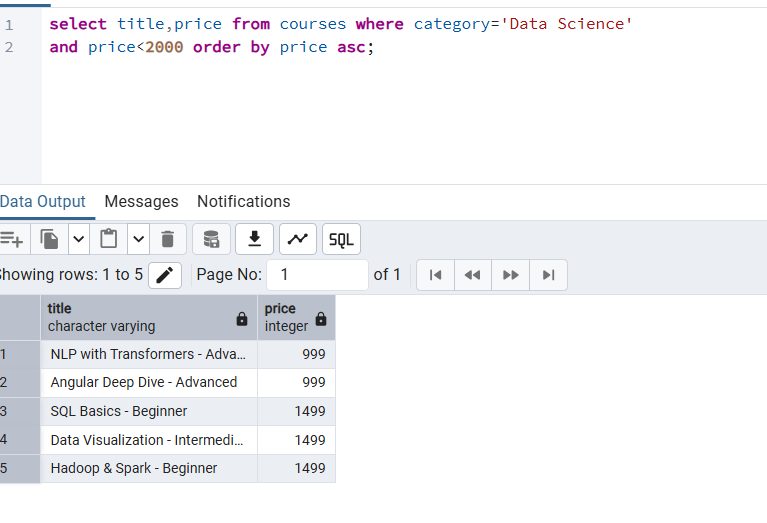 1 select title,price from courses where category='Data Science'
2 and price<2000 order by price asc;
Data Output Messages Notifications
SQL
howing rows: 1 to 5 Page No: 1 of 1
title price
character varying integer
1 NLP with Transformers - Adva... 999
2 Angular Deep Dive - Advanced 999
3 SQL Basics - Beginner 1499
4 Data Visualization - Intermedi... 1499
5 Hadoop & Spark - Beginner 1499